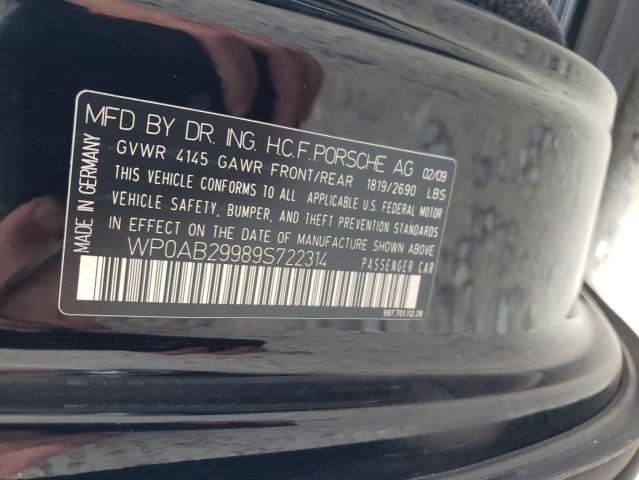 MFD BY DR. ING. H.C.F. PORSCHE AG 02/09
GVWR 4145 GAWR FRONT/REAR 1819/2690 LBS
THIS VEHICLE CONFORMS TO ALL APPLICABLE U.S. FEDERAL MOTOR
VEHICLE SAFETY, BUMPER, AND THEFT PREVENTION STANDARDS
IN EFFECT ON THE DATE OF MANUFACTURE SHOWN ABOVE.
WP0AB29989S722314 PASSENGER CAR
997.701.112.28
MADE IN GERMANY